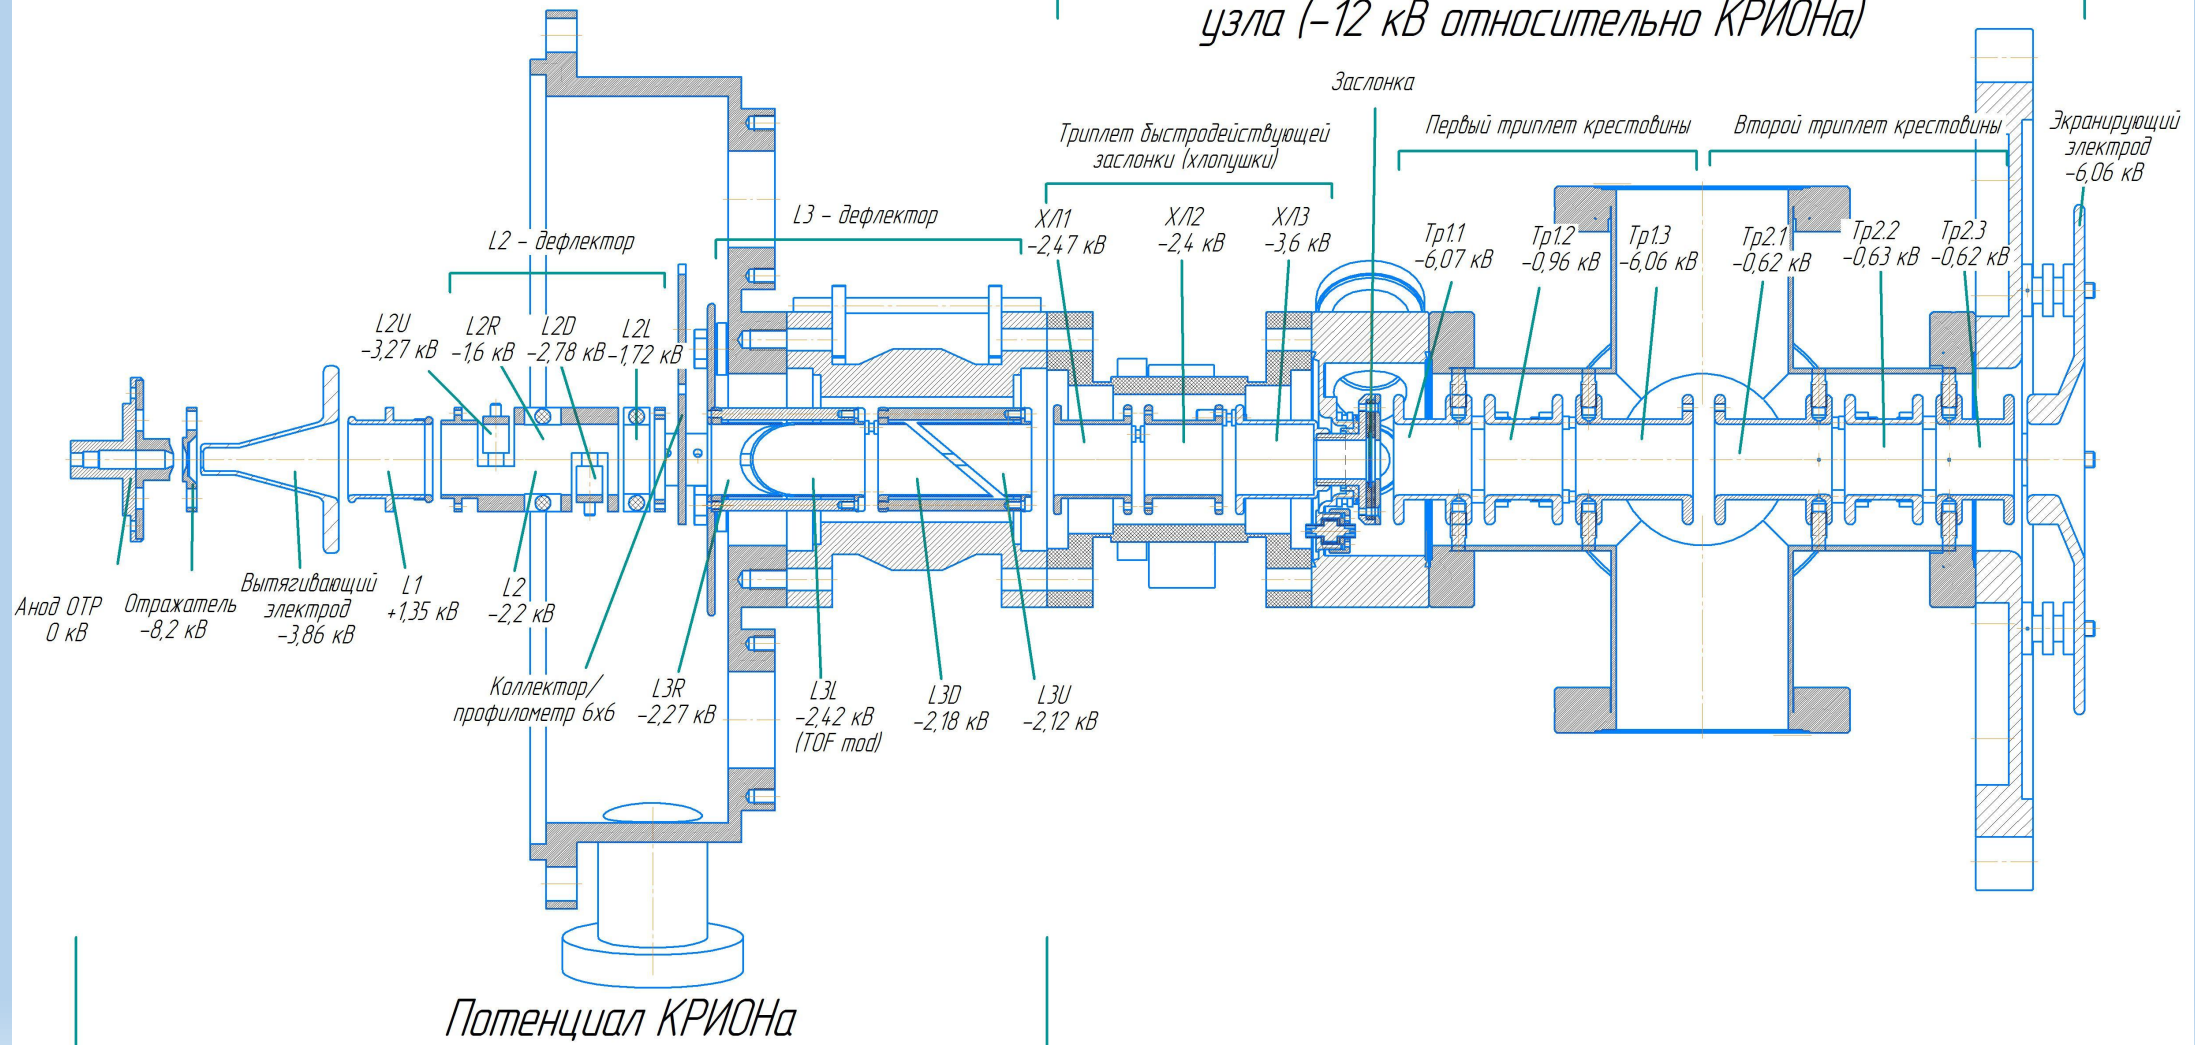 узла (-12 кВ относительно КРИОНа)
Заслонка
Триплет быстродействующей
заслонки (хлопушки)
Первый триплет крестовины
Второй триплет крестовины
Экранирующий
электрод
-6,06 кВ
L2 - дефлектор
L3 - дефлектор
ХЛ1
-2,47 кВ
ХЛ2
-2,4 кВ
ХЛ3
-3,6 кВ
Тр1.1
-6,07 кВ
Тр1.2
-0,96 кВ
Тр1.3
-6,06 кВ
Тр2.1
-0,62 кВ
Тр2.2
-0,63 кВ
Тр2.3
-0,62 кВ
L2U
-3,27 кВ
L2R
-1,6 кВ
L2D
-2,78 кВ
L2L
-1,72 кВ
Анод ОТР
0 кВ
Отражатель
-8,2 кВ
Вытягивающий
электрод
-3,86 кВ
L1
+1,35 кВ
L2
-2,2 кВ
Коллектор/
профилометр 6х6
L3R
-2,27 кВ
L3L
-2,42 кВ
(TOF mod)
L3D
-2,18 кВ
L3U
-2,12 кВ
Потенциал КРИОНа